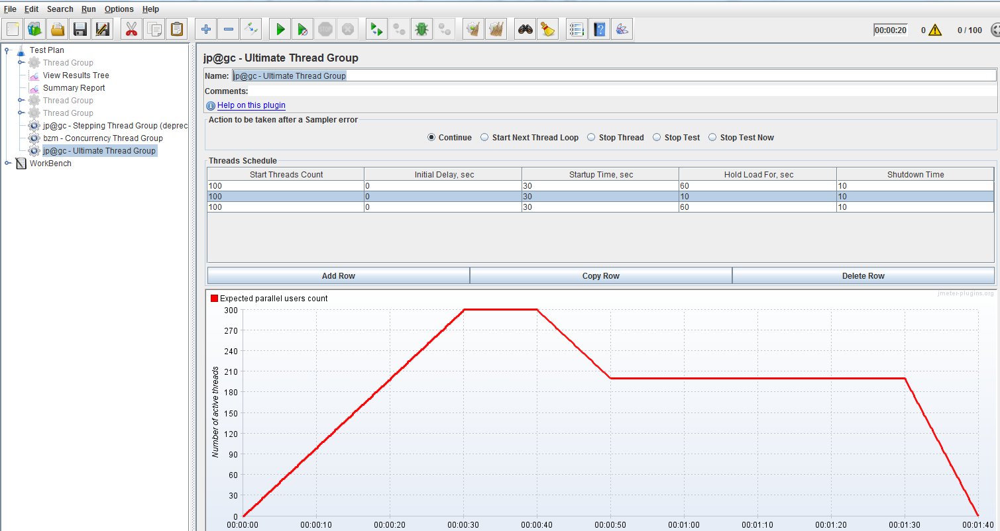 File Edit Search Run Options Help
STOP
00:00:20 0 0 / 100
Test Plan
Thread Group
View Results Tree
Summary Report
Thread Group
Thread Group
jp@gc - Stepping Thread Group (deprec
bzm - Concurrency Thread Group
jp@gc - Ultimate Thread Group
WorkBench
jp@gc - Ultimate Thread Group
Name: jp@gc - Ultimate Thread Group
Comments:
Help on this plugin
Action to be taken after a Sampler error
Continue Start Next Thread Loop Stop Thread Stop Test Stop Test Now
Threads Schedule
Start Threads Count Initial Delay, sec Startup Time, sec Hold Load For, sec Shutdown Time
100 0 30 60 10
100 0 30 10 10
100 0 30 60 10
Add Row Copy Row Delete Row
jmeter-plugins.org
Expected parallel users count
300
270
240
210
180
150
120
90
60
30
0
Number of active threads
00:00:00 00:00:10 00:00:20 00:00:30 00:00:40 00:00:50 00:01:00 00:01:10 00:01:20 00:01:30 00:01:40